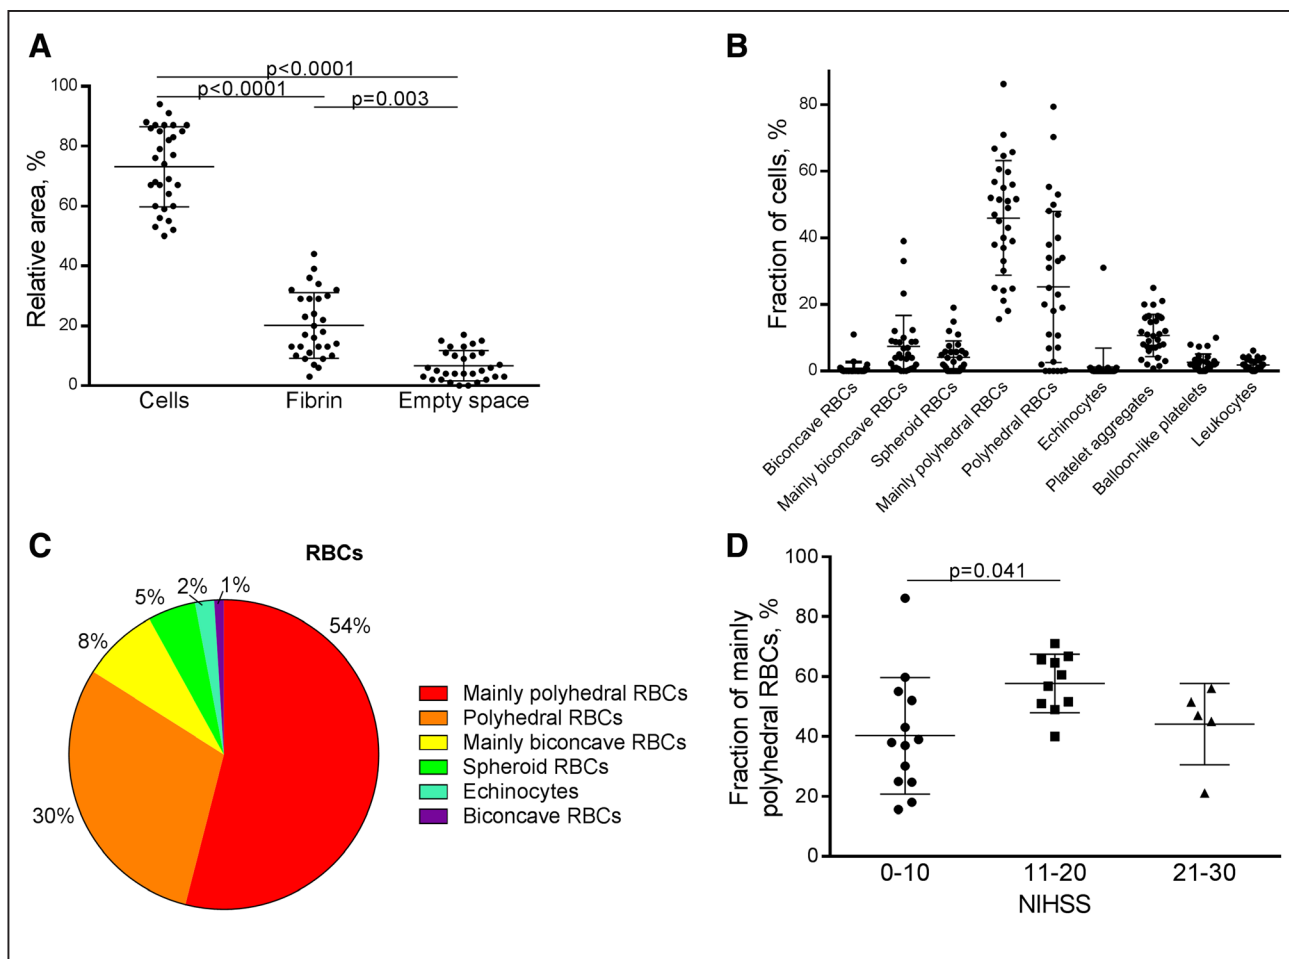 A
p<0.0001
p<0.0001
p=0.003
Relative area, %
100
80
60
40
20
0
Cells Fibrin Empty space
B
Fraction of cells, %
80
60
40
20
0
Biconcave RBCs
Mainly biconcave RBCs
Spheroid RBCs
Mainly polyhedral RBCs
Polyhedral RBCs
Echinocytes
Platelet aggregates
Balloon-like platelets
Leukocytes
C
RBCs
5% 2% 1%
8% 54%
30%
Mainly polyhedral RBCs
Polyhedral RBCs
Mainly biconcave RBCs
Spheroid RBCs
Echinocytes
Biconcave RBCs
D
p=0.041
Fraction of mainly
polyhedral RBCs, %
100
80
60
40
20
0
0-10 11-20 21-30
NIHSS